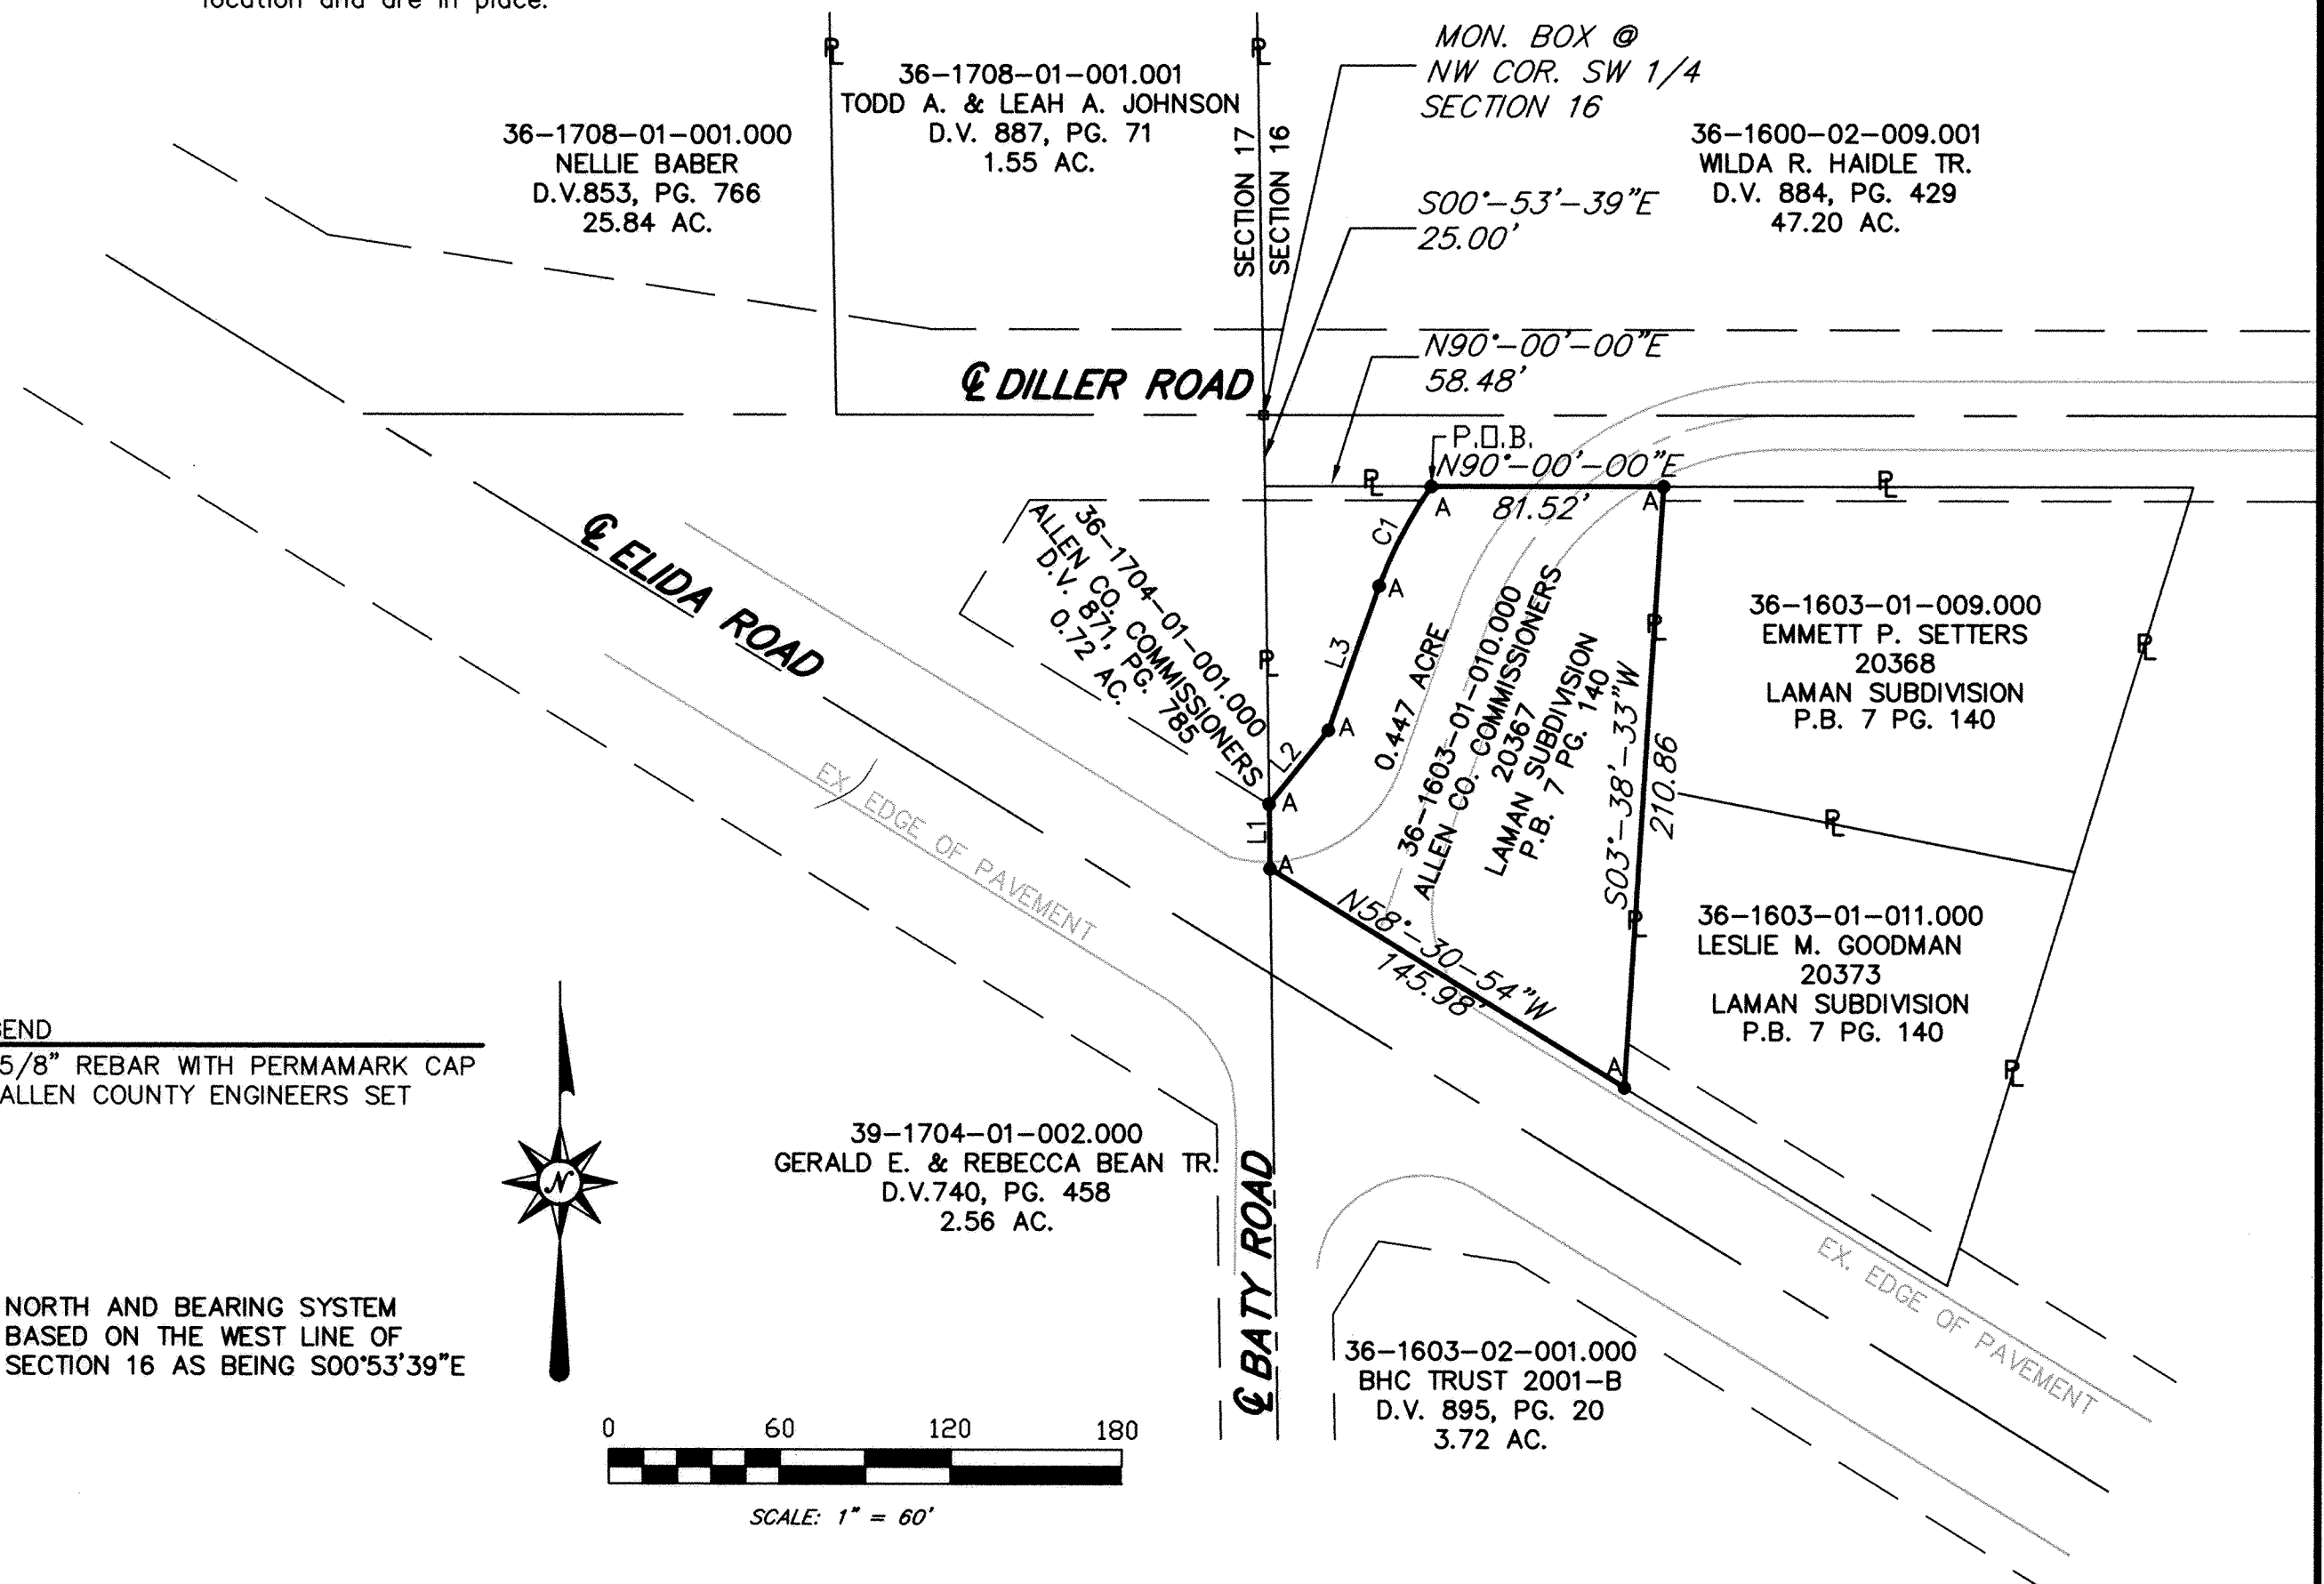 location and are in place.
36-1708-01-001.000
NELLIE BABER
D.V.853, PG. 766
25.84 AC.
36-1708-01-001.001
TODD A. & LEAH A. JOHNSON
D.V. 887, PG. 71
1.55 AC.
SECTION 17
SECTION 16
MON. BOX @
NW COR. SW 1/4
SECTION 16
S00°-53'-39"E
25.00'
36-1600-02-009.001
WILDA R. HAIDLE TR.
D.V. 884, PG. 429
47.20 AC.
N90°-00'-00"E
58.48'
℄ DILLER ROAD
P.O.B.
N90°-00'-00"E
81.52'
A
A
C1
A
L3
A
L2
A
L1
A
A
℄ ELIDA ROAD
36-1704-01-001.000
ALLEN CO. COMMISSIONERS
D.V. 871, PG. 785
0.72 AC.
0.447 ACRE
36-1603-01-010.000
ALLEN CO. COMMISSIONERS
20367
LAMAN SUBDIVISION
P.B. 7 PG. 140
S03°-38'-33"W
210.86
36-1603-01-009.000
EMMETT P. SETTERS
20368
LAMAN SUBDIVISION
P.B. 7 PG. 140
36-1603-01-011.000
LESLIE M. GOODMAN
20373
LAMAN SUBDIVISION
P.B. 7 PG. 140
N58°-30-54"W
145.98'
EX. EDGE OF PAVEMENT
END
5/8" REBAR WITH PERMAMARK CAP
ALLEN COUNTY ENGINEERS SET
N
39-1704-01-002.000
GERALD E. & REBECCA BEAN TR.
D.V.740, PG. 458
2.56 AC.
℄ BATY ROAD
EX. EDGE OF PAVEMENT
36-1603-02-001.000
BHC TRUST 2001-B
D.V. 895, PG. 20
3.72 AC.
NORTH AND BEARING SYSTEM
BASED ON THE WEST LINE OF
SECTION 16 AS BEING S00°53'39"E
0 60 120 180
SCALE: 1" = 60'